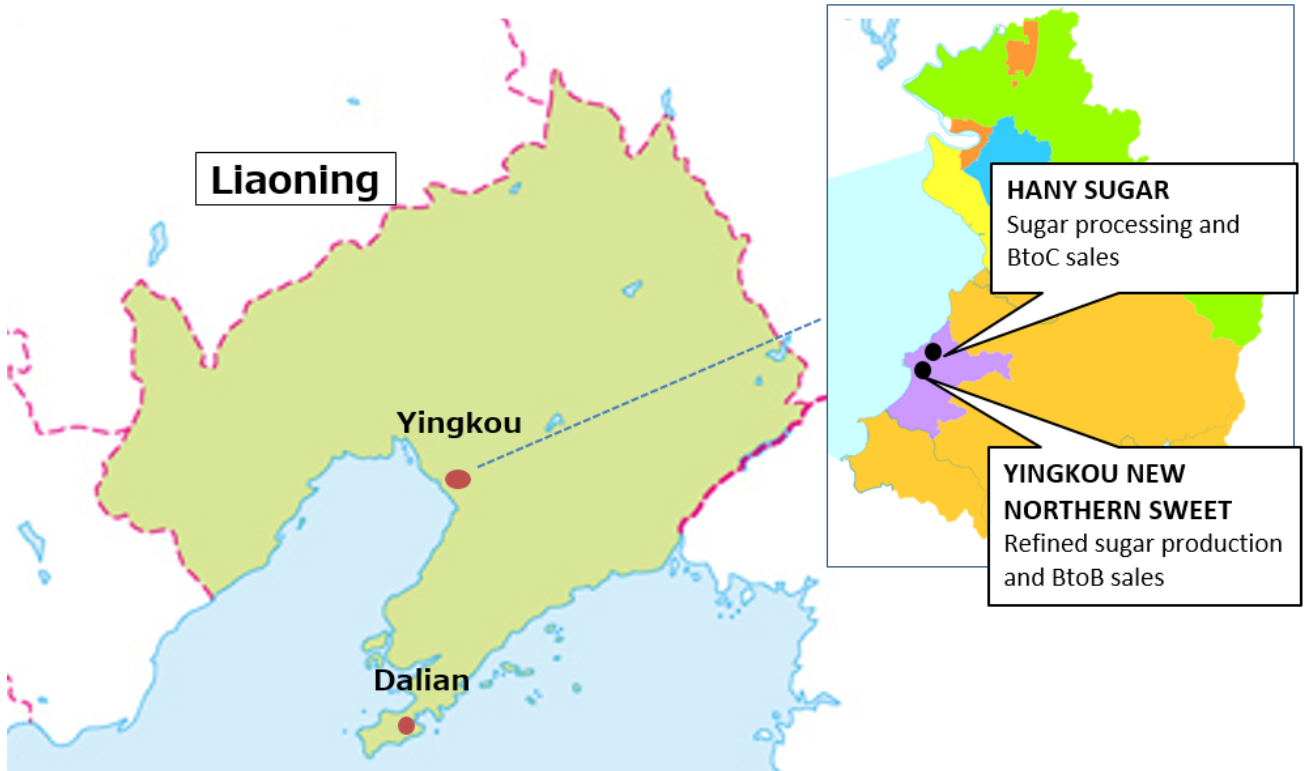 Liaoning
Yingkou
Dalian
HANY SUGAR
Sugar processing and
BtoC sales
YINGKOU NEW
NORTHERN SWEET
Refined sugar production
and BtoB sales